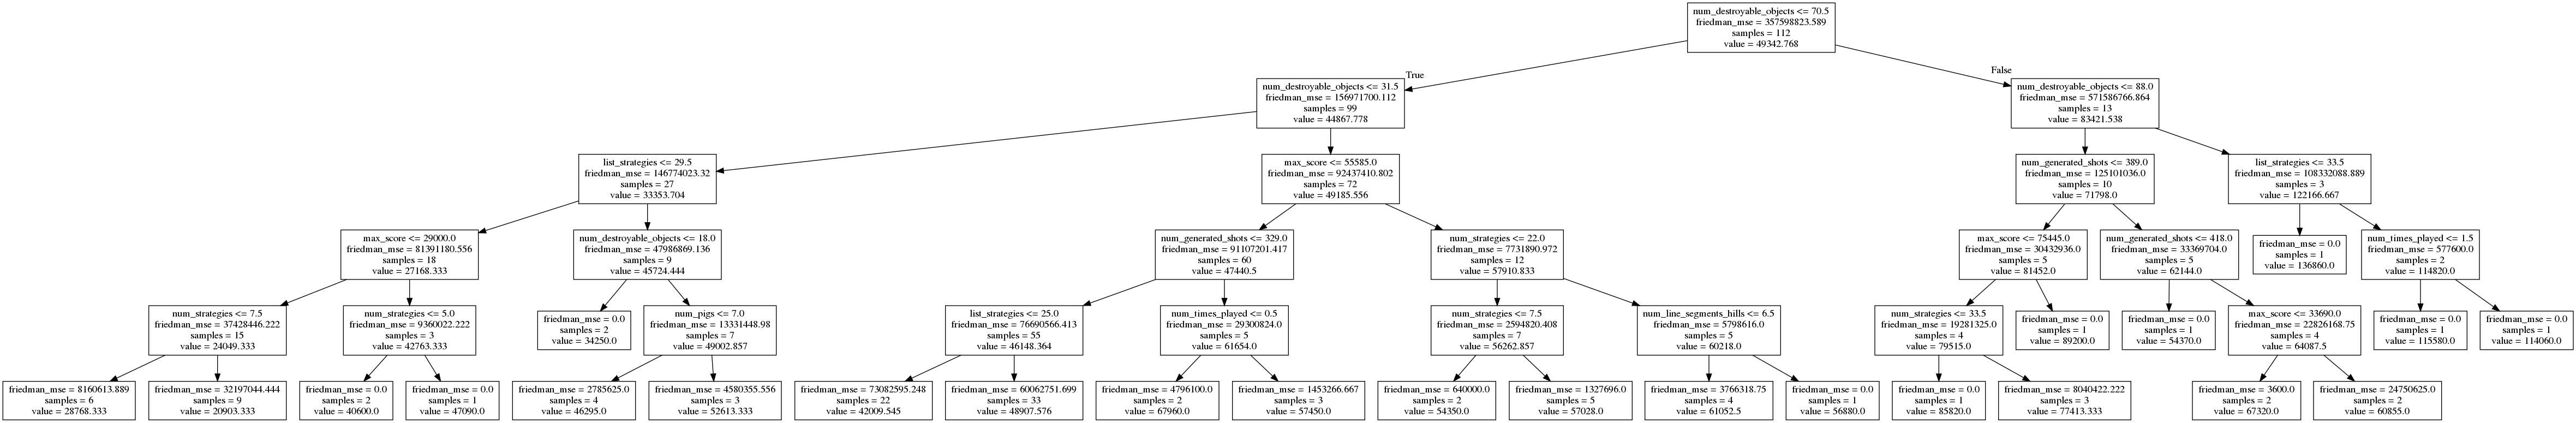 num_destroyable_objects <= 70.5
friedman_mse = 357598823.589
samples = 112
value = 49342.768
True
False
num_destroyable_objects <= 31.5
friedman_mse = 156971700.112
samples = 99
value = 44867.778
num_destroyable_objects <= 88.0
friedman_mse = 571586766.864
samples = 13
value = 83421.538
list_strategies <= 29.5
friedman_mse = 146774023.32
samples = 27
value = 33353.704
max_score <= 55585.0
friedman_mse = 92437410.802
samples = 72
value = 49185.556
num_generated_shots <= 389.0
friedman_mse = 125101036.0
samples = 10
value = 71798.0
list_strategies <= 33.5
friedman_mse = 108332088.889
samples = 3
value = 122166.667
max_score <= 29000.0
friedman_mse = 81391180.556
samples = 18
value = 27168.333
num_destroyable_objects <= 18.0
friedman_mse = 47986869.136
samples = 9
value = 45724.444
num_generated_shots <= 329.0
friedman_mse = 91107201.417
samples = 60
value = 47440.5
num_strategies <= 22.0
friedman_mse = 7731890.972
samples = 12
value = 57910.833
max_score <= 75445.0
friedman_mse = 30432936.0
samples = 5
value = 81452.0
num_generated_shots <= 418.0
friedman_mse = 33369704.0
samples = 5
value = 62144.0
friedman_mse = 0.0
samples = 1
value = 136860.0
num_times_played <= 1.5
friedman_mse = 577600.0
samples = 2
value = 114820.0
num_strategies <= 7.5
friedman_mse = 37428446.222
samples = 15
value = 24049.333
num_strategies <= 5.0
friedman_mse = 9360022.222
samples = 3
value = 42763.333
friedman_mse = 0.0
samples = 2
value = 34250.0
num_pigs <= 7.0
friedman_mse = 13331448.98
samples = 7
value = 49002.857
list_strategies <= 25.0
friedman_mse = 76690566.413
samples = 55
value = 46148.364
num_times_played <= 0.5
friedman_mse = 29300824.0
samples = 5
value = 61654.0
num_strategies <= 7.5
friedman_mse = 2594820.408
samples = 7
value = 56262.857
num_line_segments_hills <= 6.5
friedman_mse = 5798616.0
samples = 5
value = 60218.0
num_strategies <= 33.5
friedman_mse = 19281325.0
samples = 4
value = 79515.0
friedman_mse = 0.0
samples = 1
value = 89200.0
friedman_mse = 0.0
samples = 1
value = 54370.0
max_score <= 33690.0
friedman_mse = 22826168.75
samples = 4
value = 64087.5
friedman_mse = 0.0
samples = 1
value = 115580.0
friedman_mse = 0.0
samples = 1
value = 114060.0
friedman_mse = 8160613.889
samples = 6
value = 28768.333
friedman_mse = 32197044.444
samples = 9
value = 20903.333
friedman_mse = 0.0
samples = 2
value = 40600.0
friedman_mse = 0.0
samples = 1
value = 47090.0
friedman_mse = 2785625.0
samples = 4
value = 46295.0
friedman_mse = 4580355.556
samples = 3
value = 52613.333
friedman_mse = 73082595.248
samples = 22
value = 42009.545
friedman_mse = 60062751.699
samples = 33
value = 48907.576
friedman_mse = 4796100.0
samples = 2
value = 67960.0
friedman_mse = 1453266.667
samples = 3
value = 57450.0
friedman_mse = 640000.0
samples = 2
value = 54350.0
friedman_mse = 1327696.0
samples = 5
value = 57028.0
friedman_mse = 3766318.75
samples = 4
value = 61052.5
friedman_mse = 0.0
samples = 1
value = 56880.0
friedman_mse = 0.0
samples = 1
value = 85820.0
friedman_mse = 8040422.222
samples = 3
value = 77413.333
friedman_mse = 3600.0
samples = 2
value = 67320.0
friedman_mse = 24750625.0
samples = 2
value = 60855.0